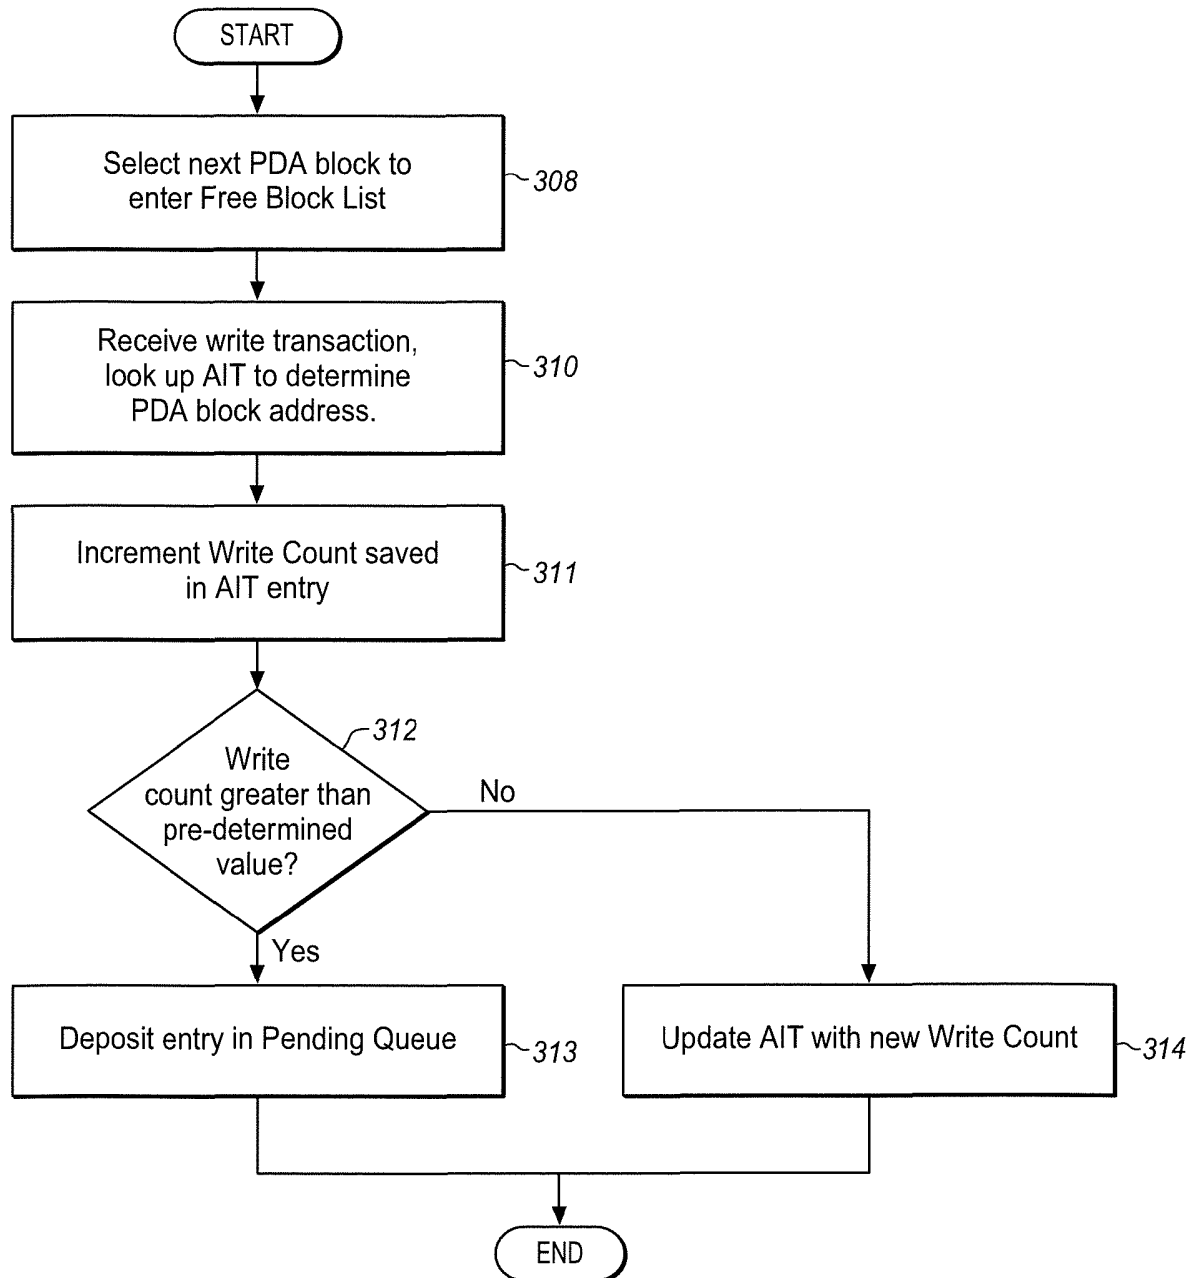 START
Select next PDA block to
enter Free Block List
308
Receive write transaction,
look up AIT to determine
PDA block address.
310
Increment Write Count saved
in AIT entry
311
312
Write
count greater than
pre-determined
value?
No
Yes
Deposit entry in Pending Queue
313
Update AIT with new Write Count
314
END